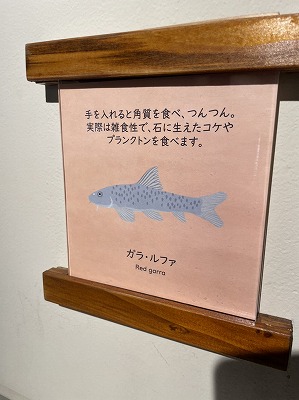 手を入れると角質を食べ、つんつん。
実際は雑食性で、石に生えたコケや
プランクトンを食べます。
ガラ・ルファ
Red garra